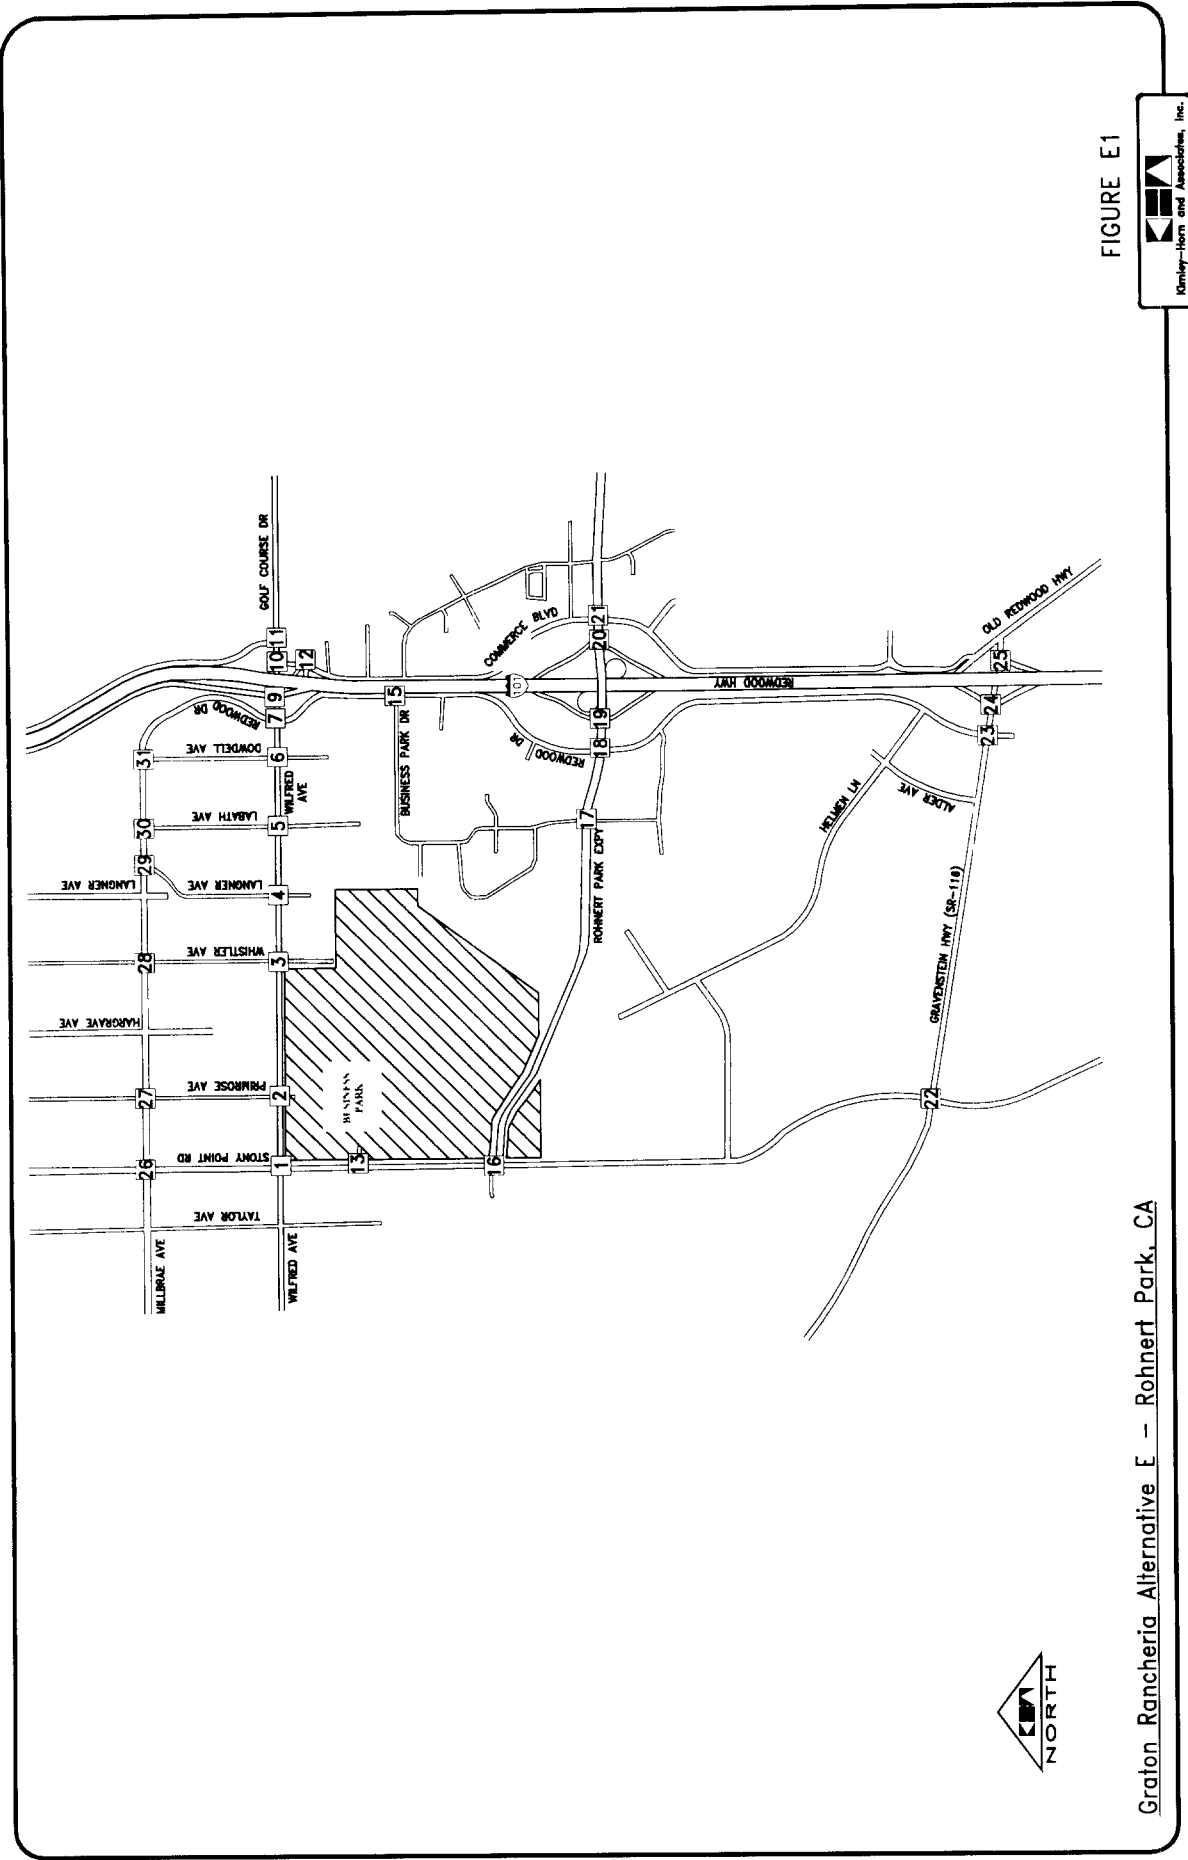 MILLBRAE AVE
WILFRED AVE
TAYLOR AVE
STONY POINT RD
PRIMROSE AVE
HARGRAVE AVE
WHISTLER AVE
LANGNER AVE
LANGNER AVE
LABATH AVE
DOWDELL AVE
REDWOOD DR
WILFRED
AVE
GOLF COURSE DR
26
27
28
29
30
31
1
2
3
4
5
6
7
9
10
11
12
13
BUSINESS
PARK
15
BUSINESS PARK DR
COMMERCE BLVD
101
REDWOOD
DR
16
17
18
19
20
21
ROHNERT PARK EXPY
REDWOOD HWY
HELMEN LN
ALDER AVE
GRAVENSTEIN HWY (SR-116)
OLD REDWOOD HWY
22
23
24
25
NORTH
Graton Rancheria Alternative E - Rohnert Park, CA
FIGURE E1
Kimley-Horn and Associates, Inc.